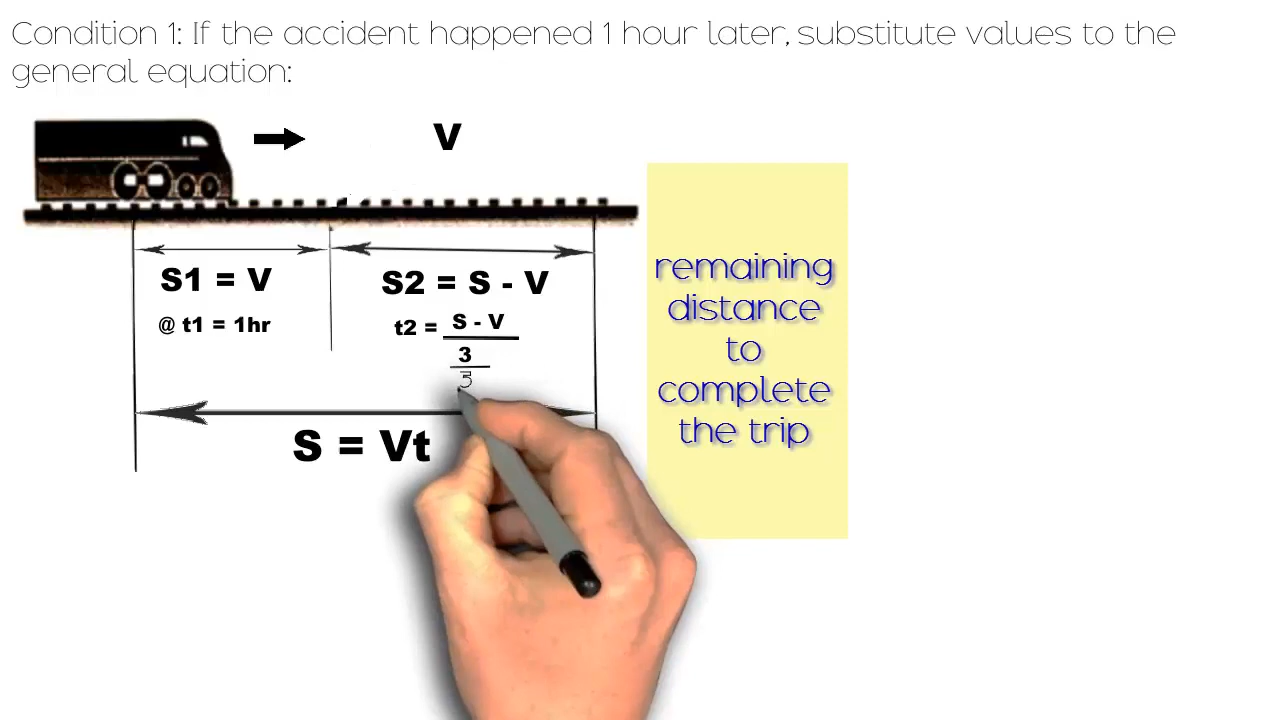 Condition 1: If the accident happened 1 hour later, substitute values to the
general equation:
V
S1 = V
@ t1 = 1hr
S2 = S - V
t2 = S - V
3
5
S = Vt
remaining
distance
to
complete
the trip